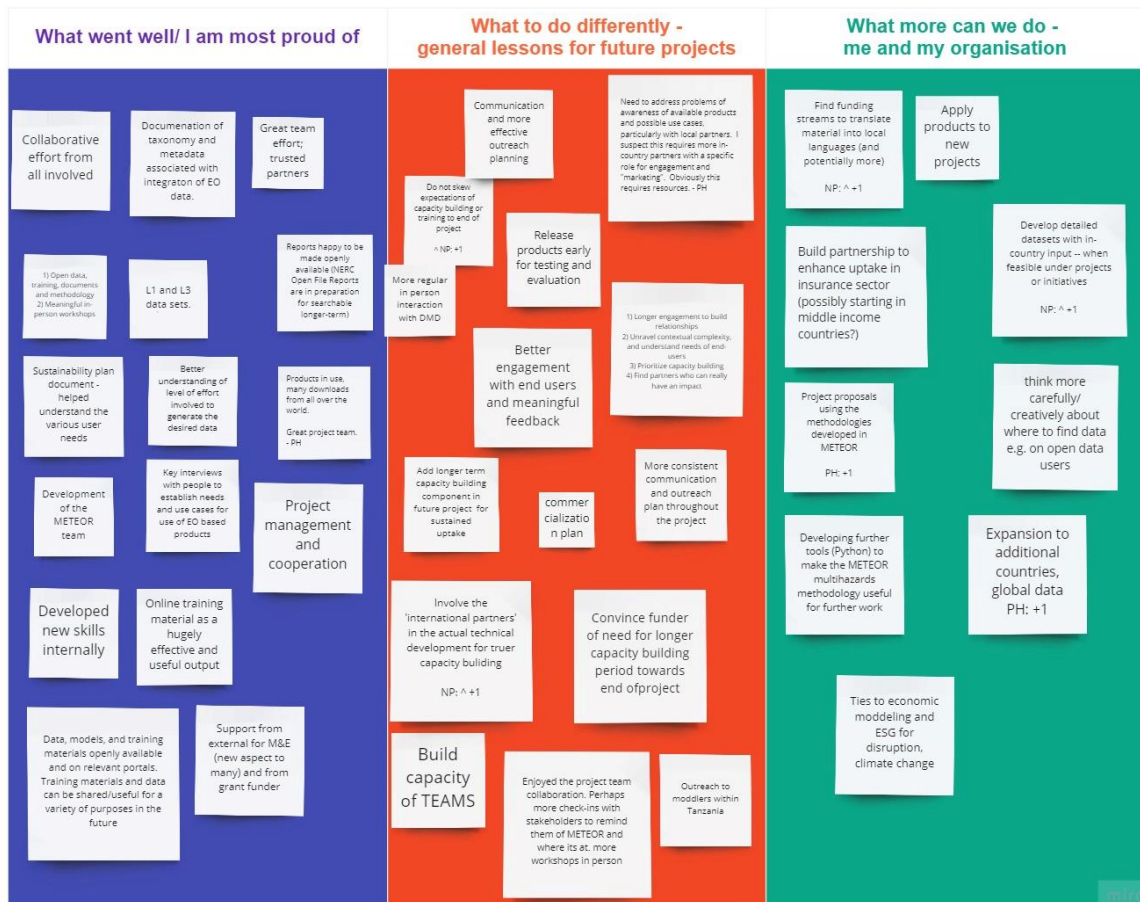 What went well/ I am most proud of
Collaborative
effort from
all involved
Documenation of
taxonomy and
metadata
associated with
integraton of EO
data.
Great team
effort;
trusted
partners
1) Open data,
training, documents
and methodology
2) Meaningful in-
person workshops
L1 and L3
data sets.
Reports happy to be
made openly
available (NERC
Open File Reports
are in preparation
for searchable
longer-term)
Sustainability plan
document -
helped
understand the
various user
needs
Better
understanding of
level of effort
involved to
generate the
desired data
Products in use,
many downloads
from all over the
world.
Great project team.
- PH
Development
of the
METEOR
team
Key interviews
with people to
establish needs
and use cases for
use of EO based
products
Project
management
and
cooperation
Developed
new skills
internally
Online training
material as a
hugely
effective and
useful output
Data, models, and training
materials openly available
and on relevant portals.
Training materials and data
can be shared/useful for a
variety of purposes in the
future
Support from
external for M&E
(new aspect to
many) and from
grant funder
What to do differently -
general lessons for future projects
Communication
and more
effective
outreach
planning
Need to address problems of
awareness of available products
and possible use cases,
particularly with local partners. I
suspect this requires more in-
country partners with a specific
role for engagement and
"marketing". Obviously this
requires resources. - PH
Do not skew
expectations of
capacity building or
training to end of
project
^ NP: +1
Release
products early
for testing and
evaluation
More regular
in person
interaction
with DMD
Better
engagement
with end users
and meaningful
feedback
1) Longer engagement to build
relationships
2) Unravel contextual complexity,
and understand needs of end-
users
3) Prioritize capacity building
4) Find partners who can really
have an impact
Add longer term
capacity building
component in
future project for
sustained
uptake
commer
cializatio
n plan
More consistent
communication
and outreach
plan throughout
the project
Involve the
'international partners'
in the actual technical
development for truer
capacity buliding
NP: ^ +1
Convince funder
of need for longer
capacity building
period towards
end ofproject
Build
capacity
of TEAMS
Enjoyed the project team
collaboration. Perhaps
more check-ins with
stakeholders to remind
them of METEOR and
where its at. more
workshops in person
Outreach to
moddlers within
Tanzania
What more can we do -
me and my organisation
Find funding
streams to translate
material into local
languages (and
potentially more)
NP: ^ +1
Apply
products to
new
projects
Build partnership to
enhance uptake in
insurance sector
(possibly starting in
middle income
countries?)
Develop detailed
datasets with in-
country input -- when
feasible under projects
or initiatives
NP: ^ +1
Project proposals
using the
methodologies
developed in
METEOR
PH: +1
think more
carefully/
creatively about
where to find data
e.g. on open data
users
Developing further
tools (Python) to
make the METEOR
multihazards
methodology useful
for further work
Expansion to
additional
countries,
global data
PH: +1
Ties to economic
moddeling and
ESG for
disruption,
climate change
miro